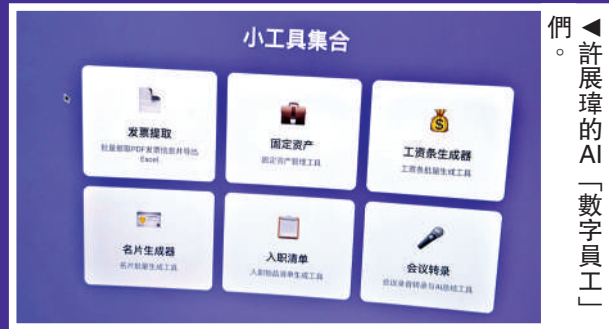 小工具集合
发票提取
批量提取PDF发票信息并导出
Excel
固定资产
固定资产管理工具
工资条生成器
工资条批量生成工具
名片生成器
名片批量生成工具
入职清单
入职物品清单生成工具
会议转录
会议录音转录与AI总结工具
◀許展瑋的AI「數字員工」
們。